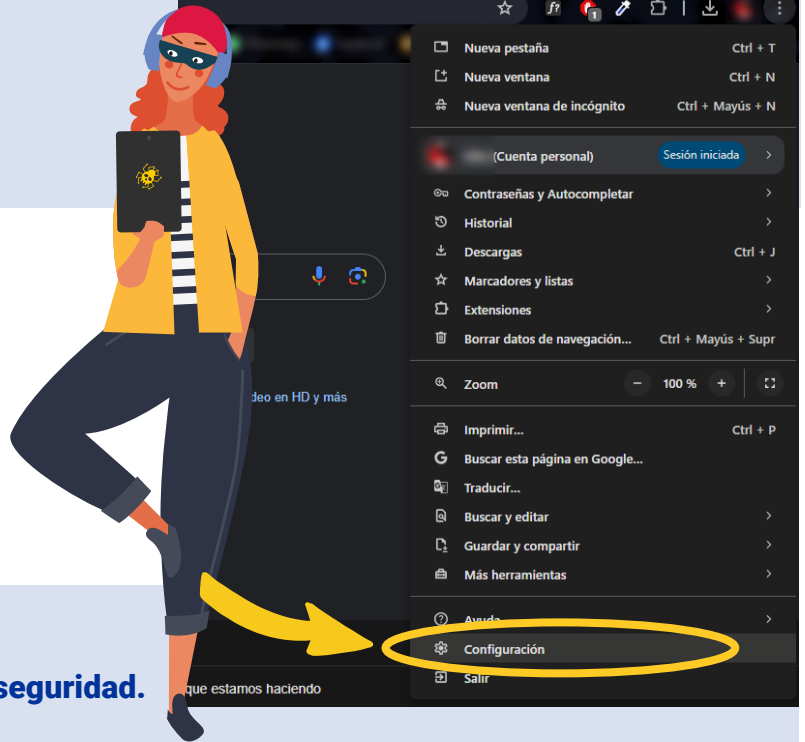 f?
1
Nueva pestaña Ctrl + T
Nueva ventana Ctrl + N
Nueva ventana de incógnito Ctrl + Mayús + N
(Cuenta personal) Sesión iniciada
Contraseñas y Autocompletar
Historial
Descargas Ctrl + J
Marcadores y listas
Extensiones
Borrar datos de navegación... Ctrl + Mayús + Supr
Zoom − 100 % +
deo en HD y más
Imprimir... Ctrl + P
G Buscar esta página en Google...
Traducir...
Buscar y editar
Guardar y compartir
Más herramientas
Ayuda
Configuración
Salir
seguridad.
que estamos haciendo